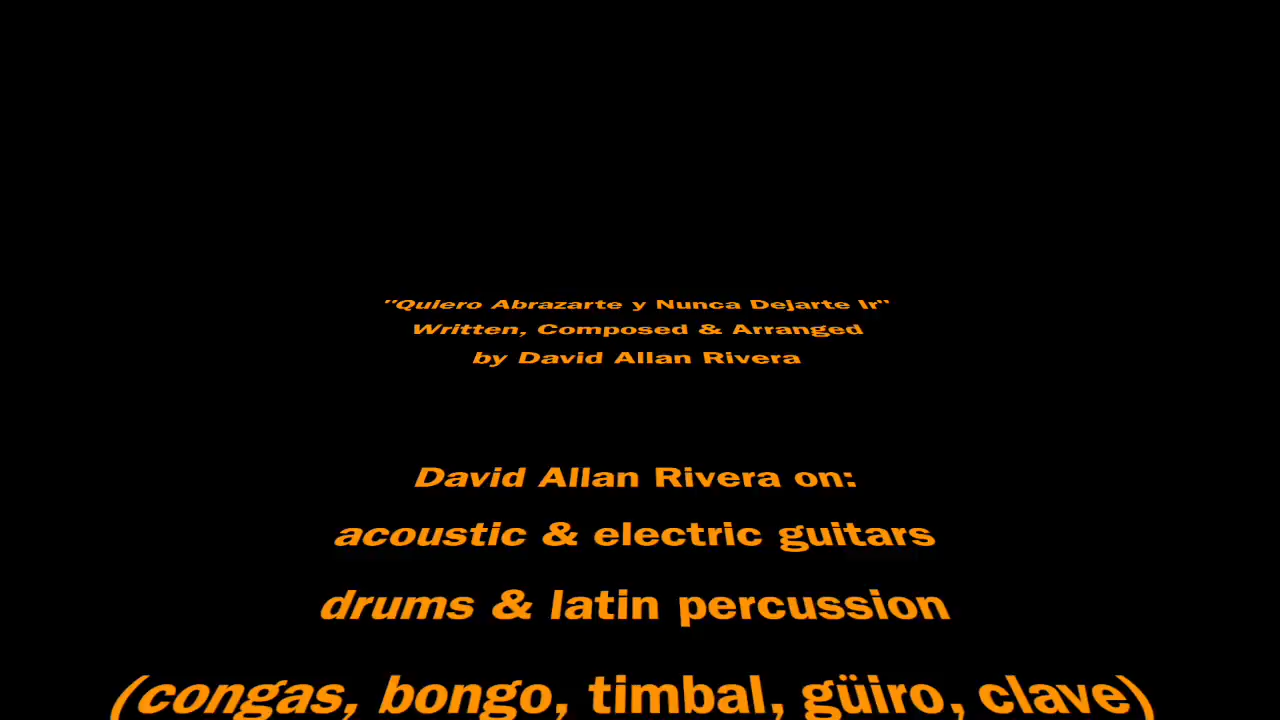 "Quiero Abrazarte y Nunca Dejarte Ir"
Written, Composed & Arranged
by David Allan Rivera
David Allan Rivera on:
acoustic & electric guitars
drums & latin percussion
(congas, bongo, timbal, güiro, clave)